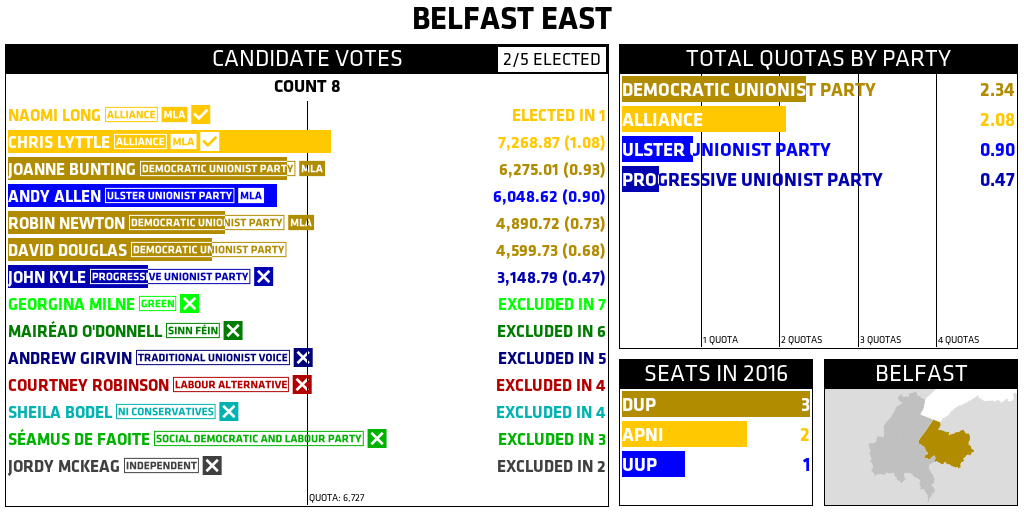 BELFAST EAST
CANDIDATE VOTES
2/5 ELECTED
COUNT 8
NAOMI LONG ALLIANCE MLA ELECTED IN 1
CHRIS LYTTLE ALLIANCE MLA 7,268.87 (1.08)
JOANNE BUNTING DEMOCRATIC UNIONIST PARTY MLA 6,275.01 (0.93)
ANDY ALLEN ULSTER UNIONIST PARTY MLA 6,048.62 (0.90)
ROBIN NEWTON DEMOCRATIC UNIONIST PARTY MLA 4,890.72 (0.73)
DAVID DOUGLAS DEMOCRATIC UNIONIST PARTY 4,599.73 (0.68)
JOHN KYLE PROGRESSIVE UNIONIST PARTY 3,148.79 (0.47)
GEORGINA MILNE GREEN EXCLUDED IN 7
MAIRÉAD O'DONNELL SINN FÉIN EXCLUDED IN 6
ANDREW GIRVIN TRADITIONAL UNIONIST VOICE EXCLUDED IN 5
COURTNEY ROBINSON LABOUR ALTERNATIVE EXCLUDED IN 4
SHEILA BODEL NI CONSERVATIVES EXCLUDED IN 4
SÉAMUS DE FAOITE SOCIAL DEMOCRATIC AND LABOUR PARTY EXCLUDED IN 3
JORDY MCKEAG INDEPENDENT EXCLUDED IN 2
QUOTA: 6,727
TOTAL QUOTAS BY PARTY
DEMOCRATIC UNIONIST PARTY 2.34
ALLIANCE 2.08
ULSTER UNIONIST PARTY 0.90
PROGRESSIVE UNIONIST PARTY 0.47
1 QUOTA 2 QUOTAS 3 QUOTAS 4 QUOTAS
SEATS IN 2016
DUP 3
APNI 2
UUP 1
BELFAST